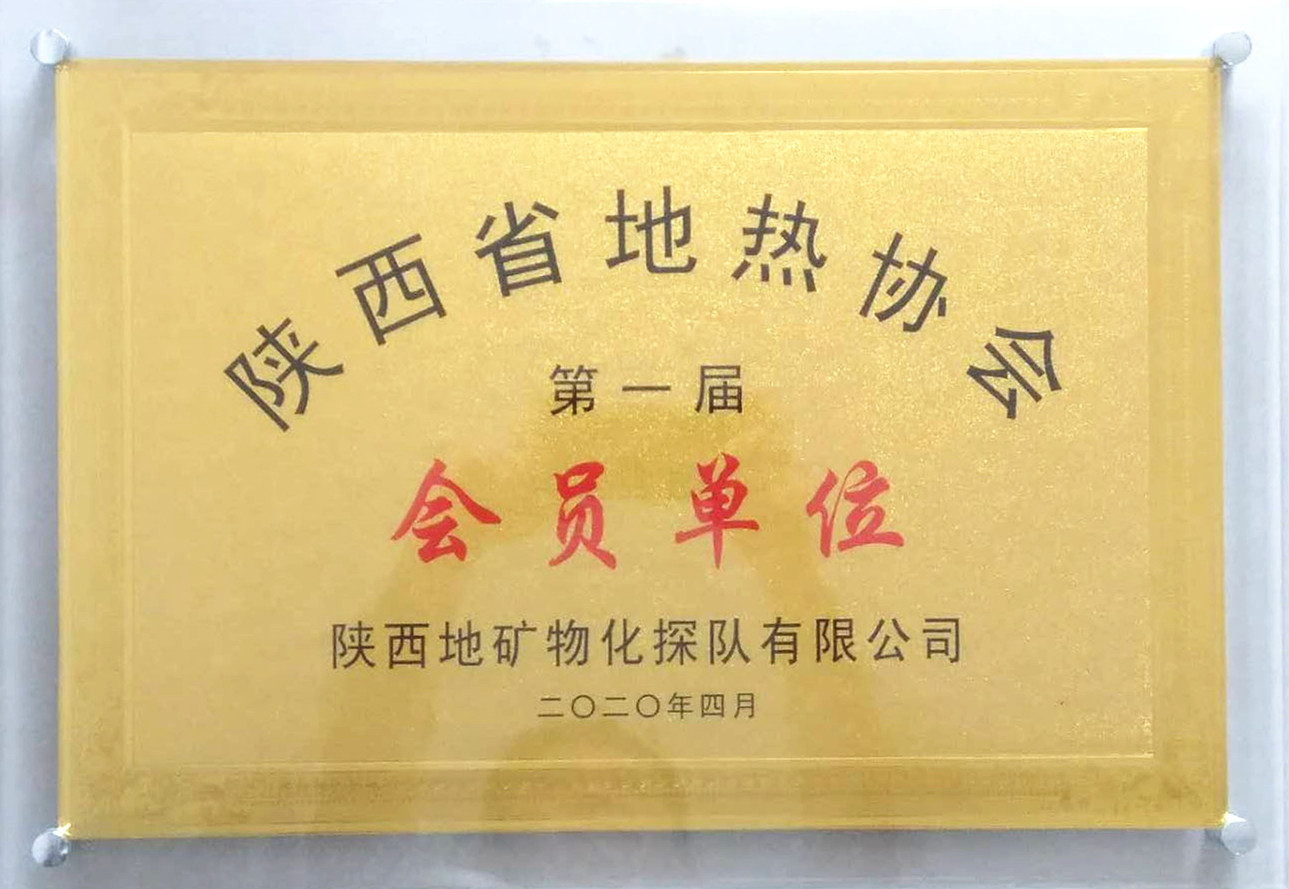 陕西省地热协会
第一届
会员单位
陕西地矿物化探队有限公司
二〇二〇年四月